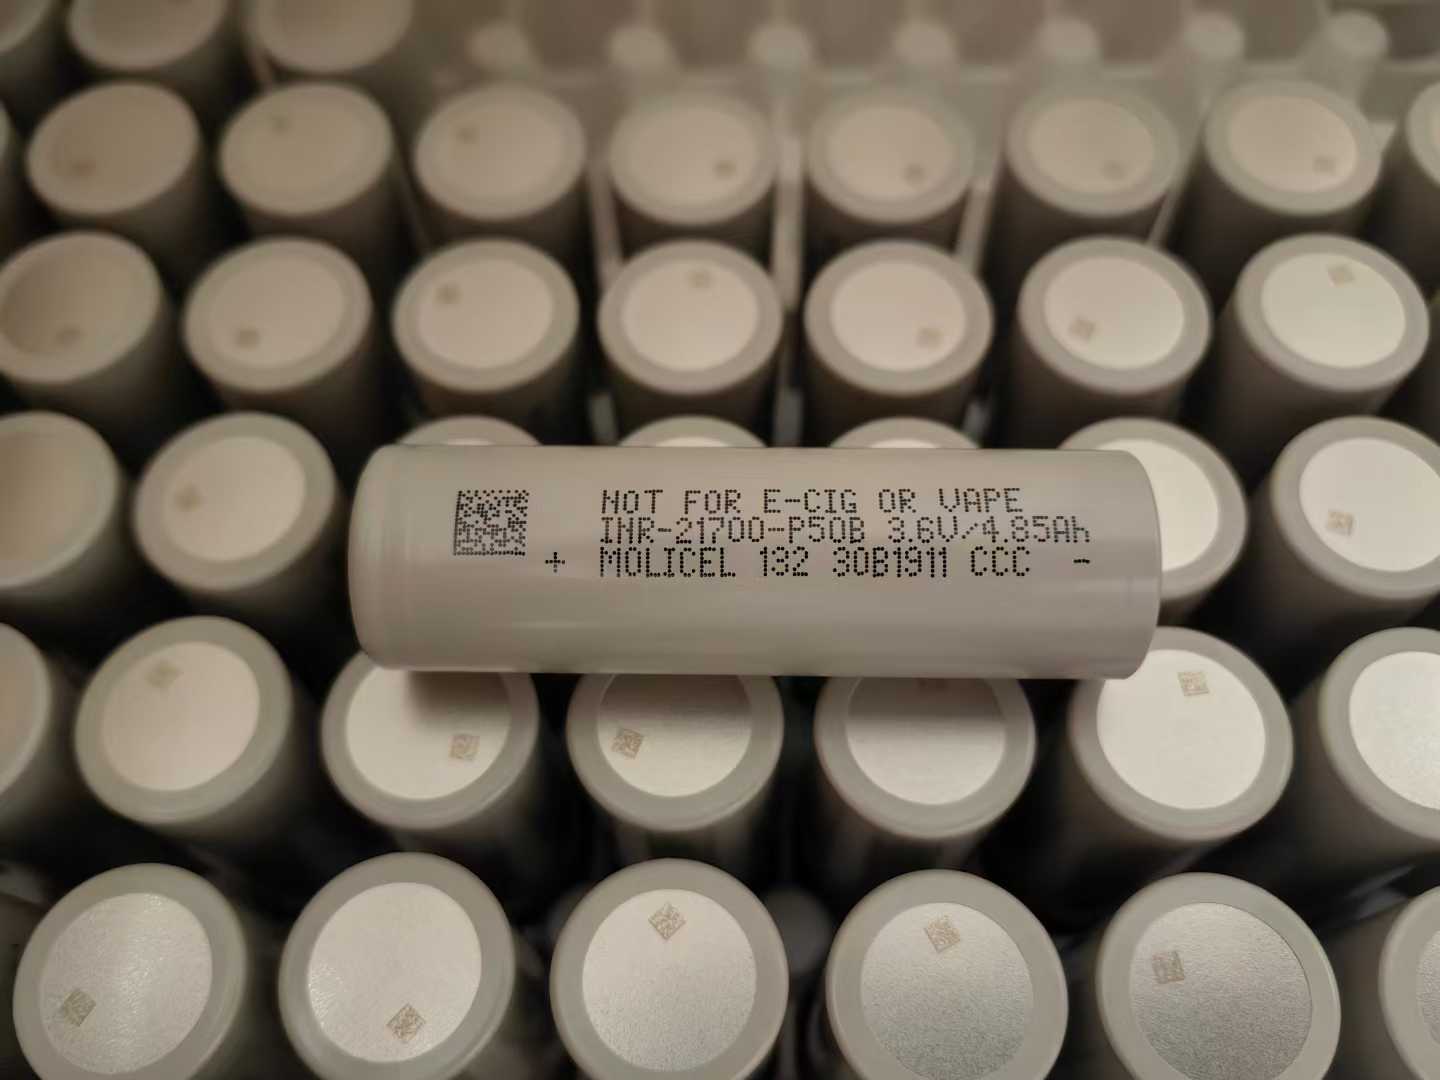 NOT FOR E-CIG OR VAPE
INR-21700-P50B 3.6V/4.85Ah
+ MOLICEL 132 30B1911 CCC -